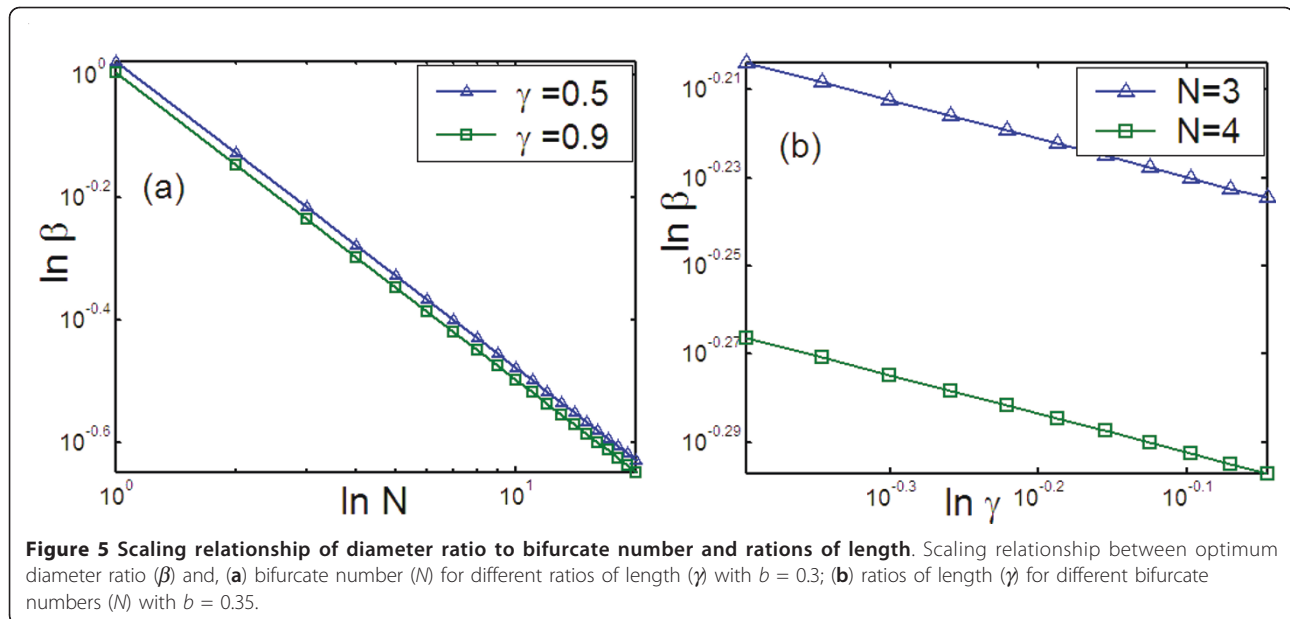 10^0
10^-0.2
10^-0.4
10^-0.6
ln β
(a)
γ =0.5
γ =0.9
10^0
10^1
ln N
10^-0.21
10^-0.23
10^-0.25
10^-0.27
10^-0.29
ln β
(b)
N=3
N=4
10^-0.3
10^-0.2
10^-0.1
ln γ
Figure 5 Scaling relationship of diameter ratio to bifurcate number and rations of length. Scaling relationship between optimum
diameter ratio (β) and, (a) bifurcate number (N) for different ratios of length (γ) with b = 0.3; (b) ratios of length (γ) for different bifurcate
numbers (N) with b = 0.35.